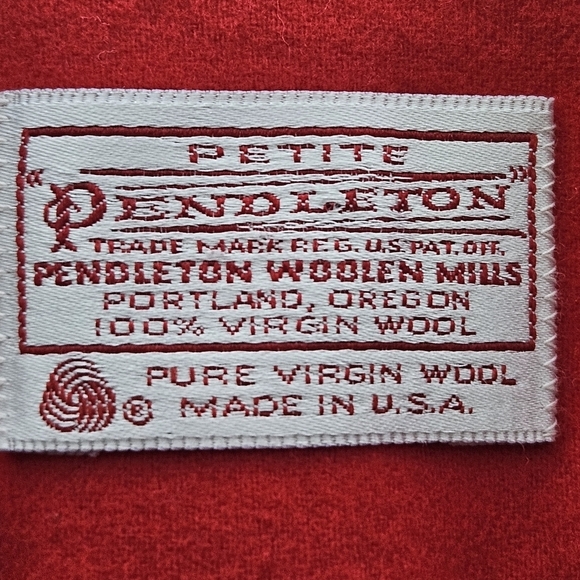 PETITE
"PENDLETON"
TRADE MARK REG. U.S. PAT. OFF.
PENDLETON WOOLEN MILLS
PORTLAND, OREGON
100% VIRGIN WOOL
PURE VIRGIN WOOL
® MADE IN U.S.A.